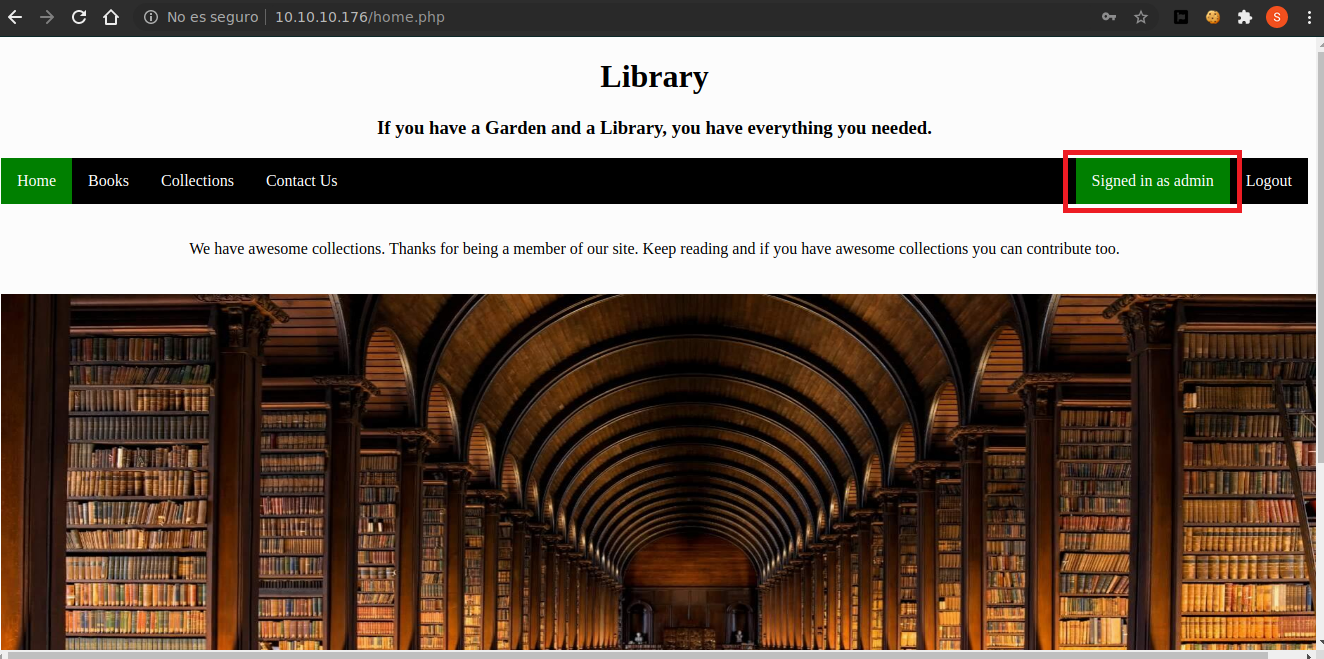 No es seguro 10.10.10.176/home.php S
Library
If you have a Garden and a Library, you have everything you needed.
Home Books Collections Contact Us Signed in as admin Logout
We have awesome collections. Thanks for being a member of our site. Keep reading and if you have awesome collections you can contribute too.